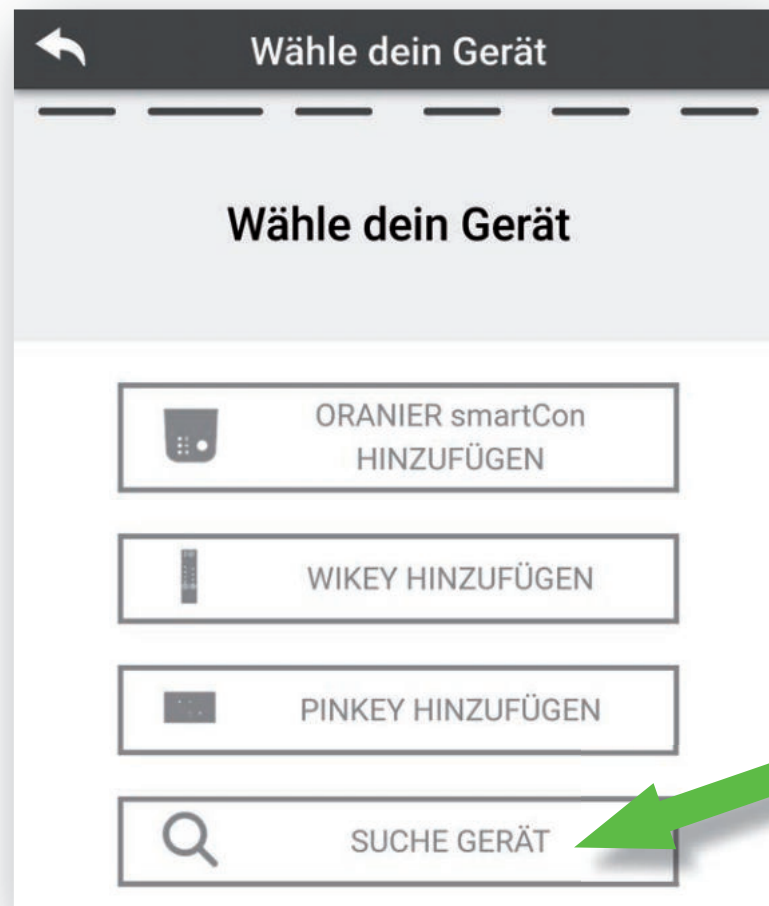 Wähle dein Gerät
Wähle dein Gerät
ORANIER smartCon
HINZUFÜGEN
WIKEY HINZUFÜGEN
PINKEY HINZUFÜGEN
SUCHE GERÄT